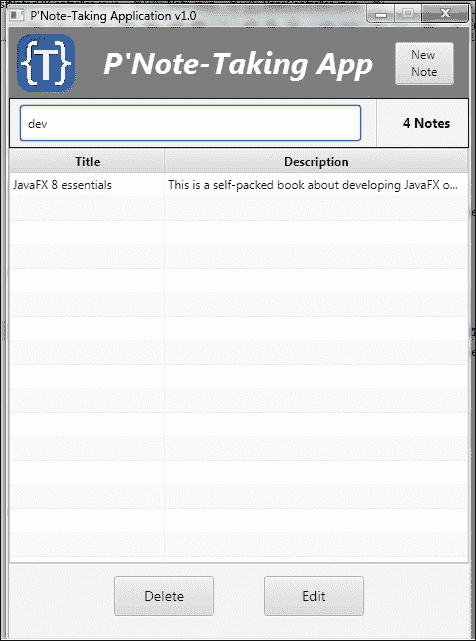 P'Note-Taking Application v1.0
{T}
P'Note-Taking App
New
Note
dev
4 Notes
Title
Description
JavaFX 8 essentials
This is a self-packed book about developing JavaFX o...
Delete
Edit